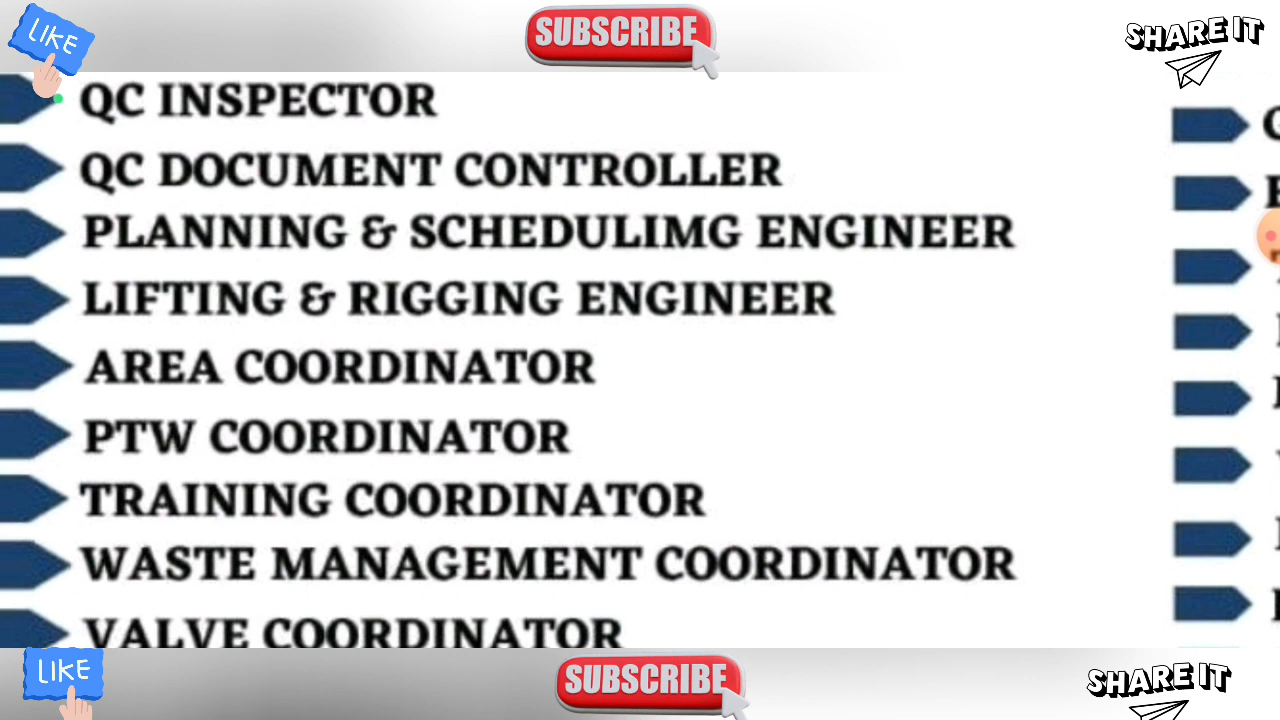 LIKE
SUBSCRIBE
SHARE IT
QC INSPECTOR
QC DOCUMENT CONTROLLER
PLANNING & SCHEDULIMG ENGINEER
LIFTING & RIGGING ENGINEER
AREA COORDINATOR
PTW COORDINATOR
TRAINING COORDINATOR
WASTE MANAGEMENT COORDINATOR
VALVE COORDINATOR
LIKE
SUBSCRIBE
SHARE IT